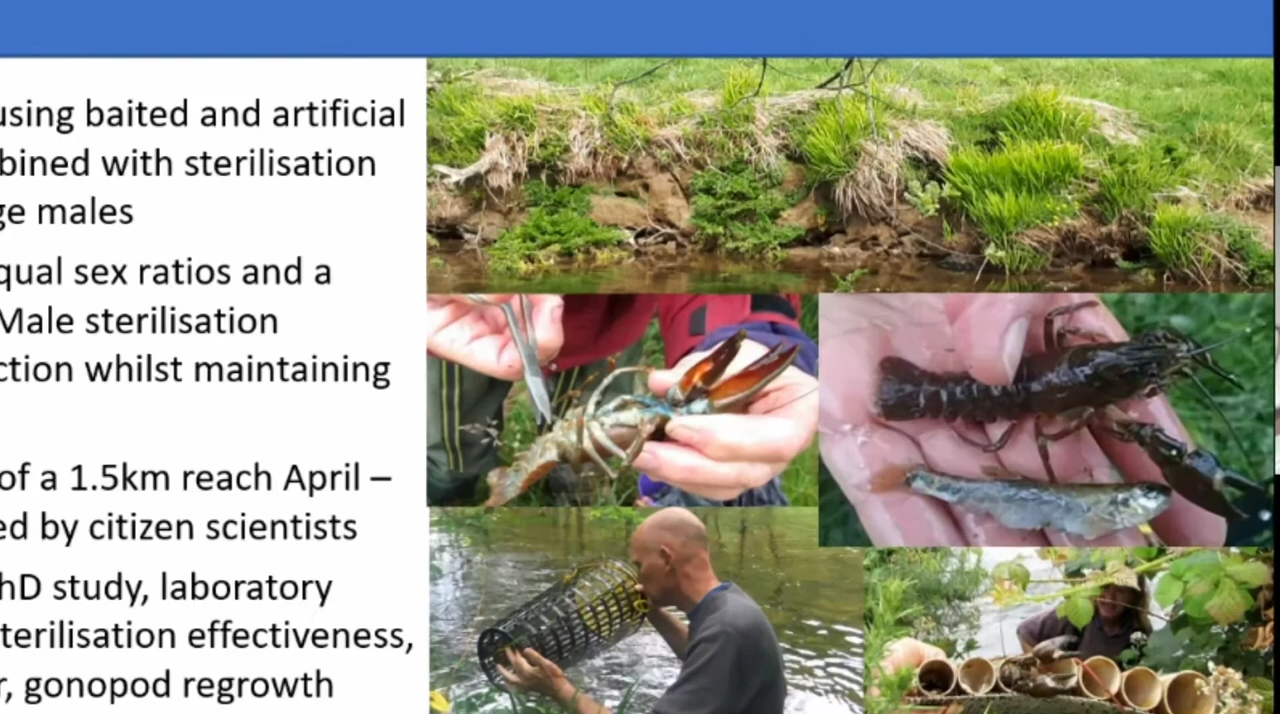 using baited and artificial
bined with sterilisation
ge males
qual sex ratios and a
Male sterilisation
ction whilst maintaining
of a 1.5km reach April –
ed by citizen scientists
hD study, laboratory
terilisation effectiveness,
r, gonopod regrowth